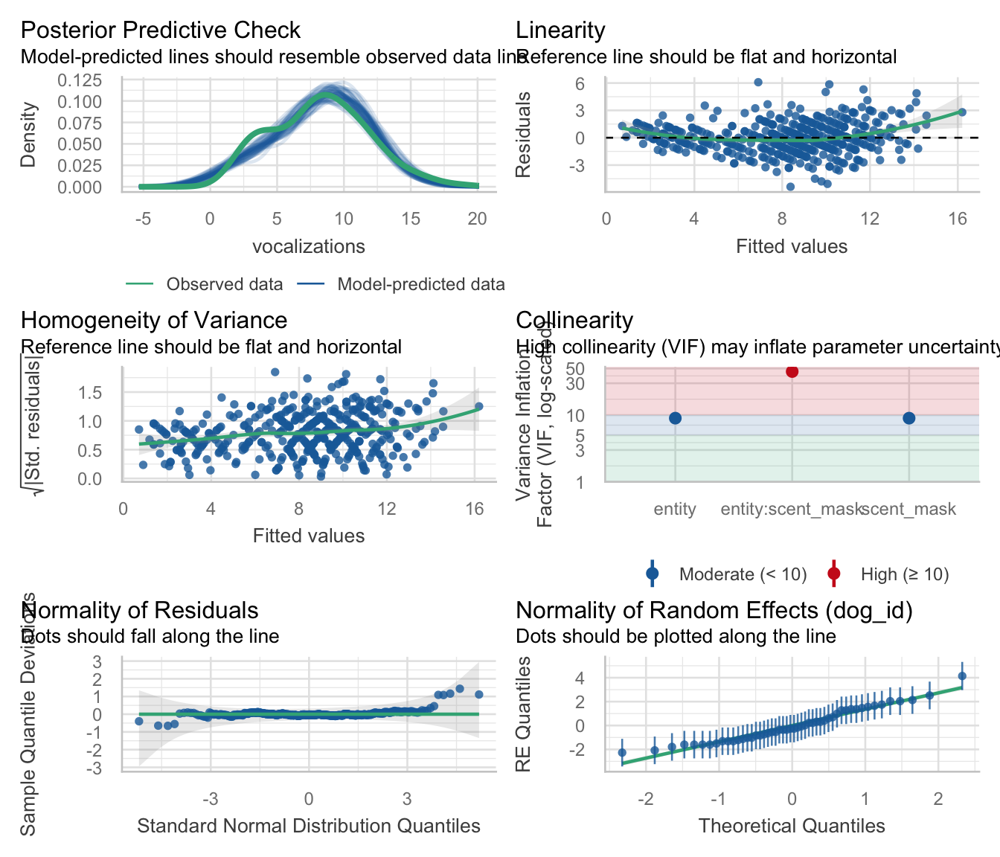 Posterior Predictive Check
Model-predicted lines should resemble observed data line
Density
0.125
0.100
0.075
0.050
0.025
0.000
-5 0 5 10 15 20
vocalizations
Observed data Model-predicted data
Linearity
Reference line should be flat and horizontal
Residuals
6
3
0
-3
0 4 8 12 16
Fitted values
Homogeneity of Variance
Reference line should be flat and horizontal
√|Std. residuals|
1.5
1.0
0.5
0.0
0 4 8 12 16
Fitted values
Collinearity
High collinearity (VIF) may inflate parameter uncertainty
Variance Inflation
Factor (VIF, log-scaled)
50
30
10
5
3
1
entity entity:scent_mask scent_mask
Moderate (< 10) High (≥ 10)
Normality of Residuals
Dots should fall along the line
Sample Quantile Deviations
3
2
1
0
-1
-2
-3
-3 0 3
Standard Normal Distribution Quantiles
Normality of Random Effects (dog_id)
Dots should be plotted along the line
RE Quantiles
4
2
0
-2
-2 -1 0 1 2
Theoretical Quantiles